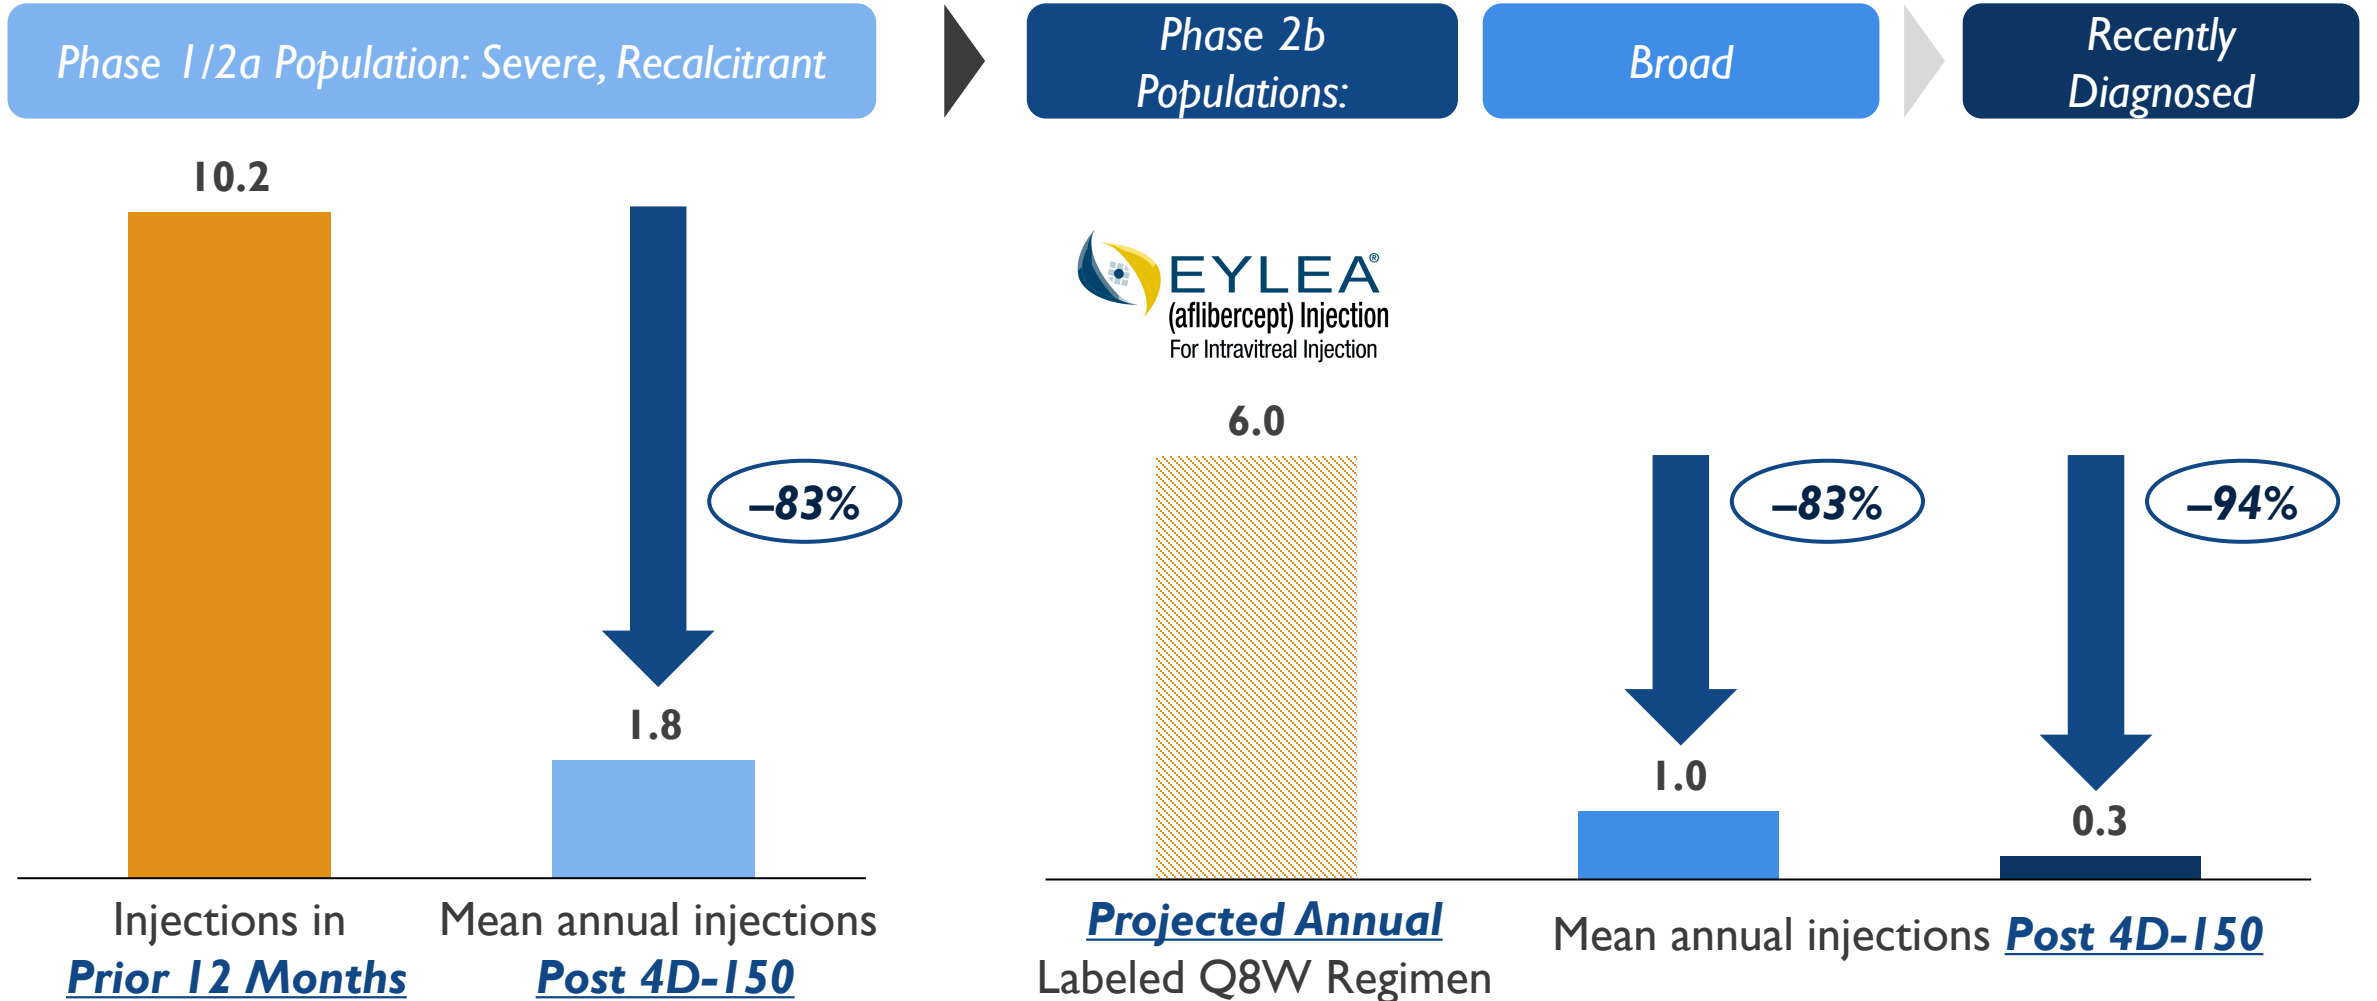 Phase 1/2a Population: Severe, Recalcitrant
Phase 2b
Populations:
Broad
Recently
Diagnosed
10.2
–83%
1.8
Injections in
Prior 12 Months
Mean annual injections
Post 4D-150
EYLEA®
(aflibercept) Injection
For Intravitreal Injection
6.0
–83%
–94%
1.0
0.3
Projected Annual
Labeled Q8W Regimen
Mean annual injections Post 4D-150